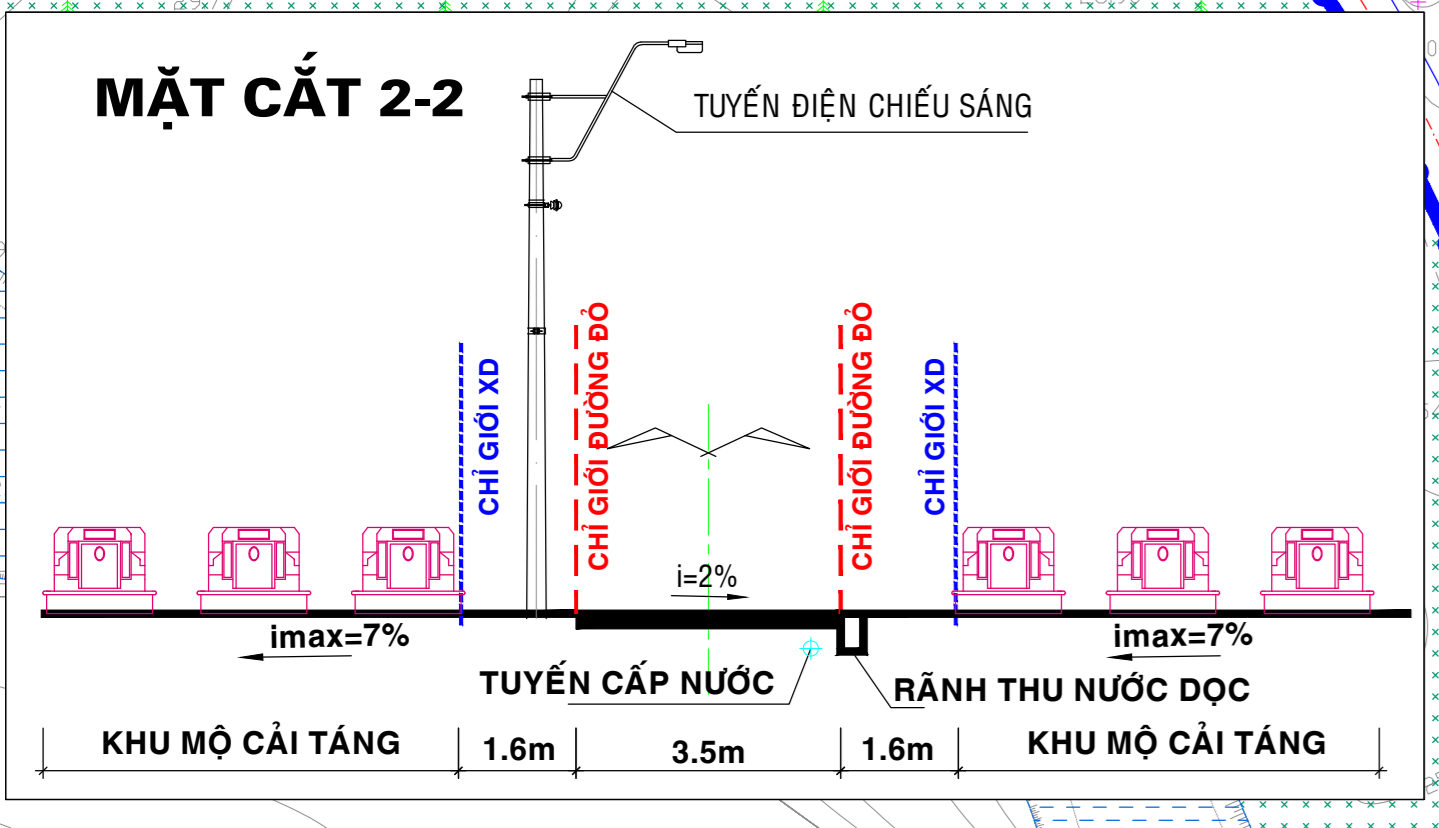 MẶT CẮT 2-2
TUYẾN ĐIỆN CHIẾU SÁNG
CHỈ GIỚI XD
CHỈ GIỚI ĐƯỜNG ĐỎ
CHỈ GIỚI ĐƯỜNG ĐỎ
CHỈ GIỚI XD
i=2%
imax=7%
imax=7%
TUYẾN CẤP NƯỚC
RÃNH THU NƯỚC DỌC
KHU MỘ CẢI TÁNG
1.6m
3.5m
1.6m
KHU MỘ CẢI TÁNG